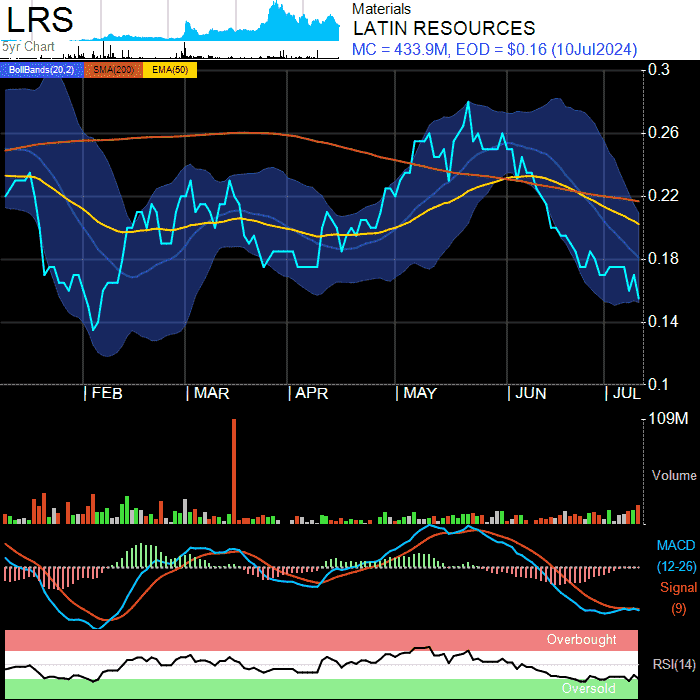 LRS
5yr Chart
Materials
LATIN RESOURCES
MC = 433.9M, EOD = $0.16 (10Jul2024)
BollBands(20,2) SMA(200) EMA(50)
0.3
0.26
0.22
0.18
0.14
0.1
FEB MAR APR MAY JUN JUL
109M
Volume
MACD
(12-26)
Signal
(9)
Overbought
RSI(14)
Oversold